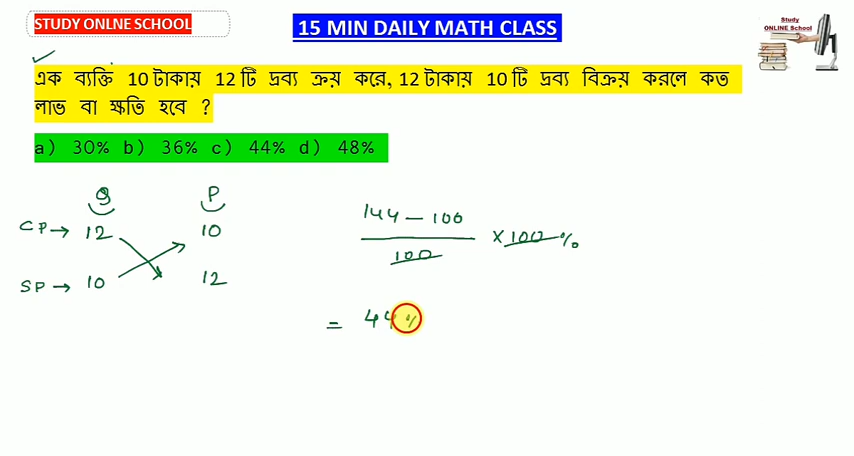 STUDY ONLNE SCHOOL
15 MIN DAILY MATH CLASS
Study
ONLINE School
এক ব্যক্তি 10 টাকায় 12 টি দ্রব্য ক্রয় করে, 12 টাকায় 10 টি দ্রব্য বিক্রয় করলে কত
লাভ বা ক্ষতি হবে ?
a) 30% b) 36% c) 44% d) 48%
Q P
CP → 12 10
SP → 10 12
144 - 100
100
× 100 %
= 44 %